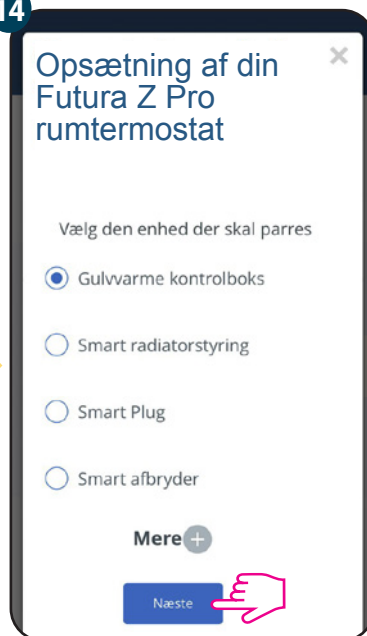 14
Opsætning af din
Futura Z Pro
rumtermostat
Vælg den enhed der skal parres
Gulvvarme kontrolboks
Smart radiatorstyring
Smart Plug
Smart afbryder
Mere +
Næste